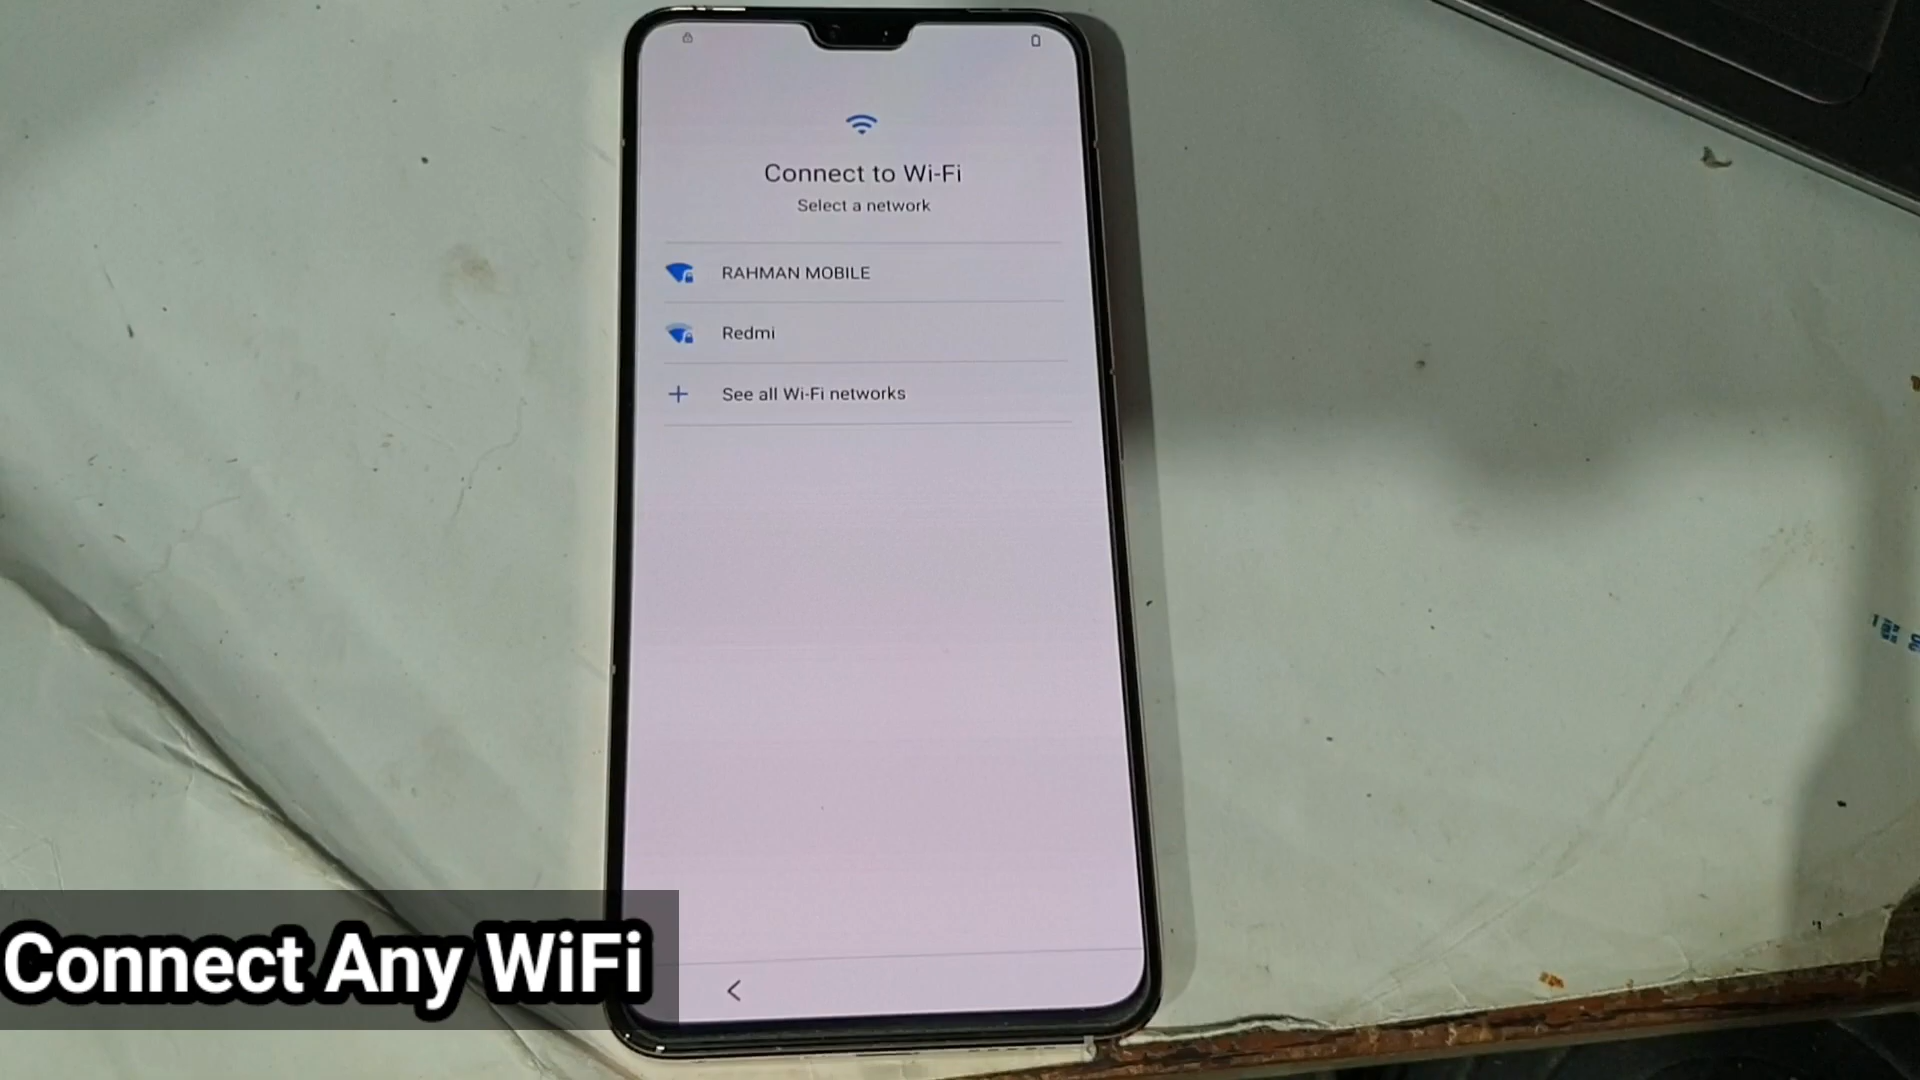 Connect to Wi-Fi
Select a network
RAHMAN MOBILE
Redmi
See all Wi-Fi networks
Connect Any WiFi